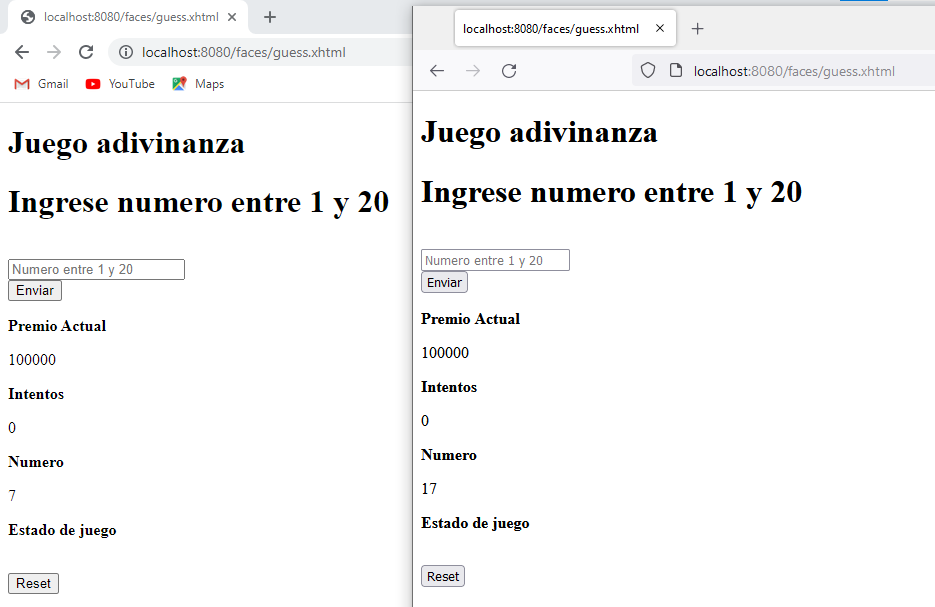 localhost:8080/faces/guess.xhtml
localhost:8080/faces/guess.xhtml
Gmail YouTube Maps
Juego adivinanza
Ingrese numero entre 1 y 20
Numero entre 1 y 20
Enviar
Premio Actual
100000
Intentos
0
Numero
7
Estado de juego
Reset
localhost:8080/faces/guess.xhtml
localhost:8080/faces/guess.xhtml
Juego adivinanza
Ingrese numero entre 1 y 20
Numero entre 1 y 20
Enviar
Premio Actual
100000
Intentos
0
Numero
17
Estado de juego
Reset